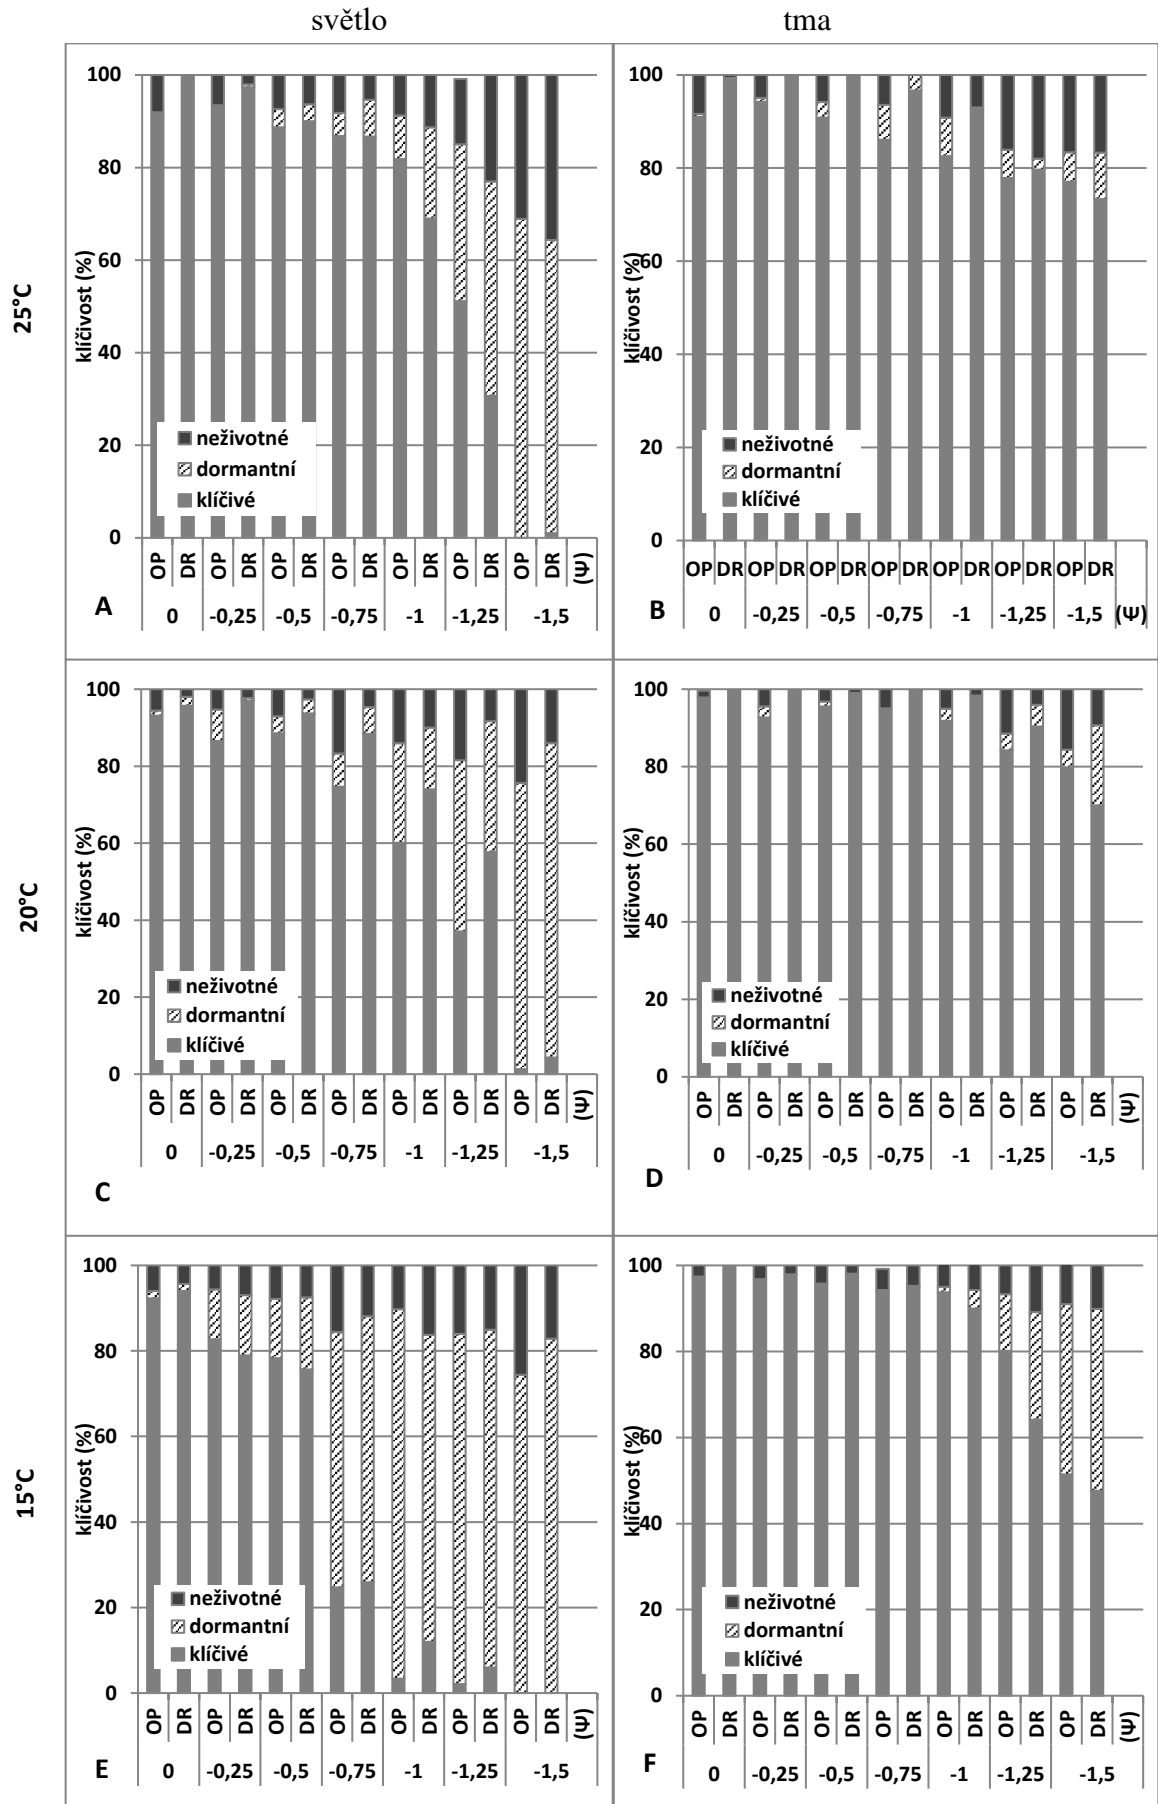 světlo tma
25°C
klíčivost (%)
100
80
60
40
20
0
neživotné
dormantní
klíčivé
OP DR OP DR OP DR OP DR OP DR OP DR OP DR (Ψ)
0 -0,25 -0,5 -0,75 -1 -1,25 -1,5
A
klíčivost (%)
100
80
60
40
20
0
neživotné
dormantní
klíčivé
OP DR OP DR OP DR OP DR OP DR OP DR OP DR
0 -0,25 -0,5 -0,75 -1 -1,25 -1,5 (Ψ)
B
20°C
klíčivost (%)
100
80
60
40
20
0
neživotné
dormantní
klíčivé
OP DR OP DR OP DR OP DR OP DR OP DR OP DR (Ψ)
0 -0,25 -0,5 -0,75 -1 -1,25 -1,5
C
klíčivost (%)
100
80
60
40
20
0
neživotné
dormantní
klíčivé
OP DR OP DR OP DR OP DR OP DR OP DR OP DR (Ψ)
0 -0,25 -0,5 -0,75 -1 -1,25 -1,5
D
15°C
klíčivost (%)
100
80
60
40
20
0
neživotné
dormantní
klíčivé
OP DR OP DR OP DR OP DR OP DR OP DR OP DR (Ψ)
0 -0,25 -0,5 -0,75 -1 -1,25 -1,5
E
klíčivost (%)
100
80
60
40
20
0
neživotné
dormantní
klíčivé
OP DR OP DR OP DR OP DR OP DR OP DR OP DR (Ψ)
0 -0,25 -0,5 -0,75 -1 -1,25 -1,5
F